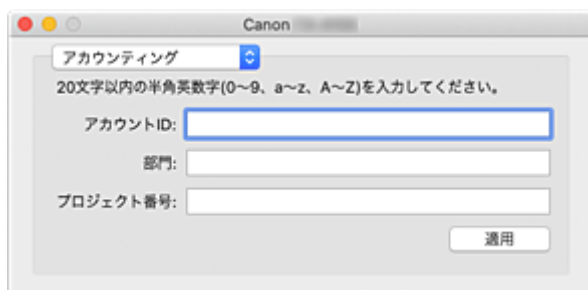 Canon
アカウンティング
20文字以内の半角英数字(0〜9、a〜z、A〜Z)を入力してください。
アカウントID:
部門:
プロジェクト番号:
適用